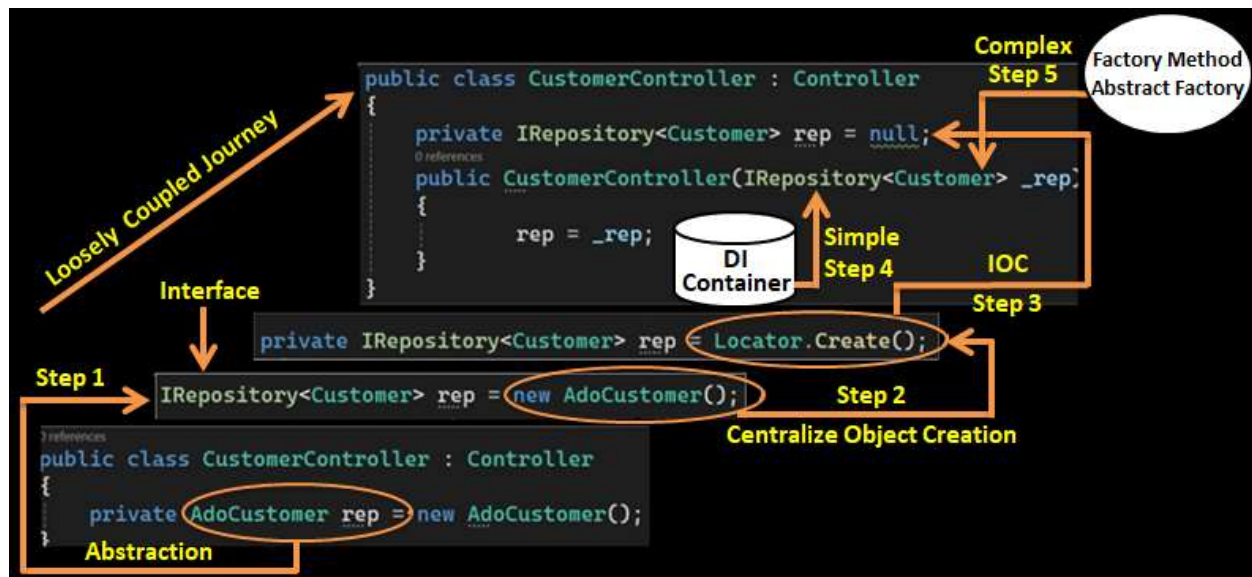 Complex
Step 5
Factory Method
Abstract Factory
public class CustomerController : Controller
{
private IRepository<Customer> rep = null;
0 references
public CustomerController(IRepository<Customer> _rep)
{
rep = _rep;
}
}
DI
Container
Simple
Step 4
IOC
Step 3
Loosely Coupled Journey
Interface
private IRepository<Customer> rep = Locator.Create();
Step 1
IRepository<Customer> rep = new AdoCustomer();
Step 2
Centralize Object Creation
0 references
public class CustomerController : Controller
{
private AdoCustomer rep = new AdoCustomer();
}
Abstraction